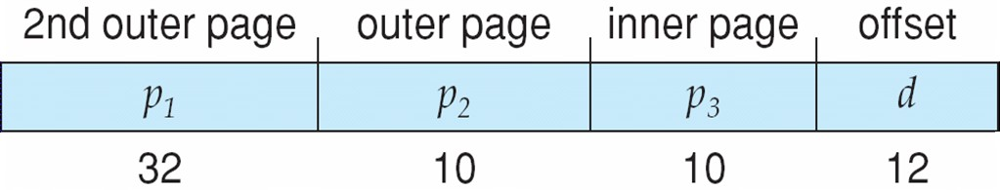 2nd outer page outer page inner page offset
p1 p2 p3 d
32 10 10 12